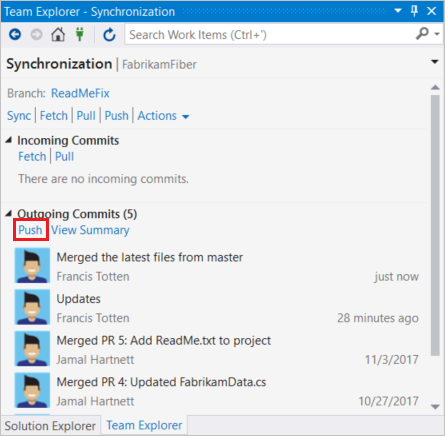 Team Explorer - Synchronization
Search Work Items (Ctrl+')
Synchronization | FabrikamFiber
Branch: ReadMeFix
Sync | Fetch | Pull | Push | Actions
Incoming Commits
Fetch | Pull
There are no incoming commits.
Outgoing Commits (5)
Push View Summary
Merged the latest files from master
Francis Totten just now
Updates
Francis Totten 28 minutes ago
Merged PR 5: Add ReadMe.txt to project
Jamal Hartnett 11/3/2017
Merged PR 4: Updated FabrikamData.cs
Jamal Hartnett 10/27/2017
Solution Explorer Team Explorer